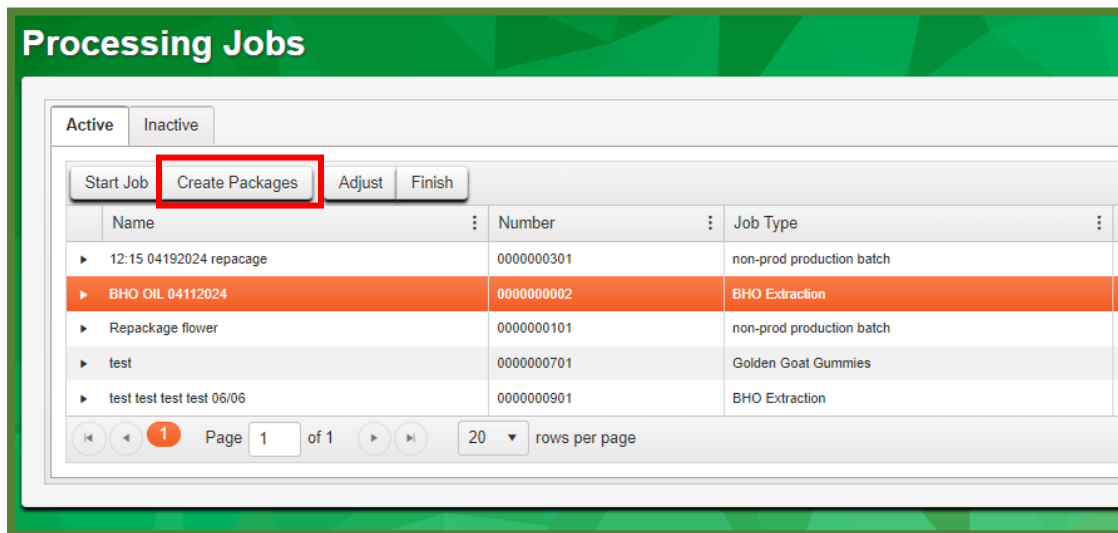 Processing Jobs
Active Inactive
Start Job Create Packages Adjust Finish
Name Number Job Type
12:15 04192024 repacage 0000000301 non-prod production batch
BHO OIL 04112024 0000000002 BHO Extraction
Repackage flower 0000000101 non-prod production batch
test 0000000701 Golden Goat Gummies
test test test test 06/06 0000000901 BHO Extraction
1 Page 1 of 1 20 rows per page